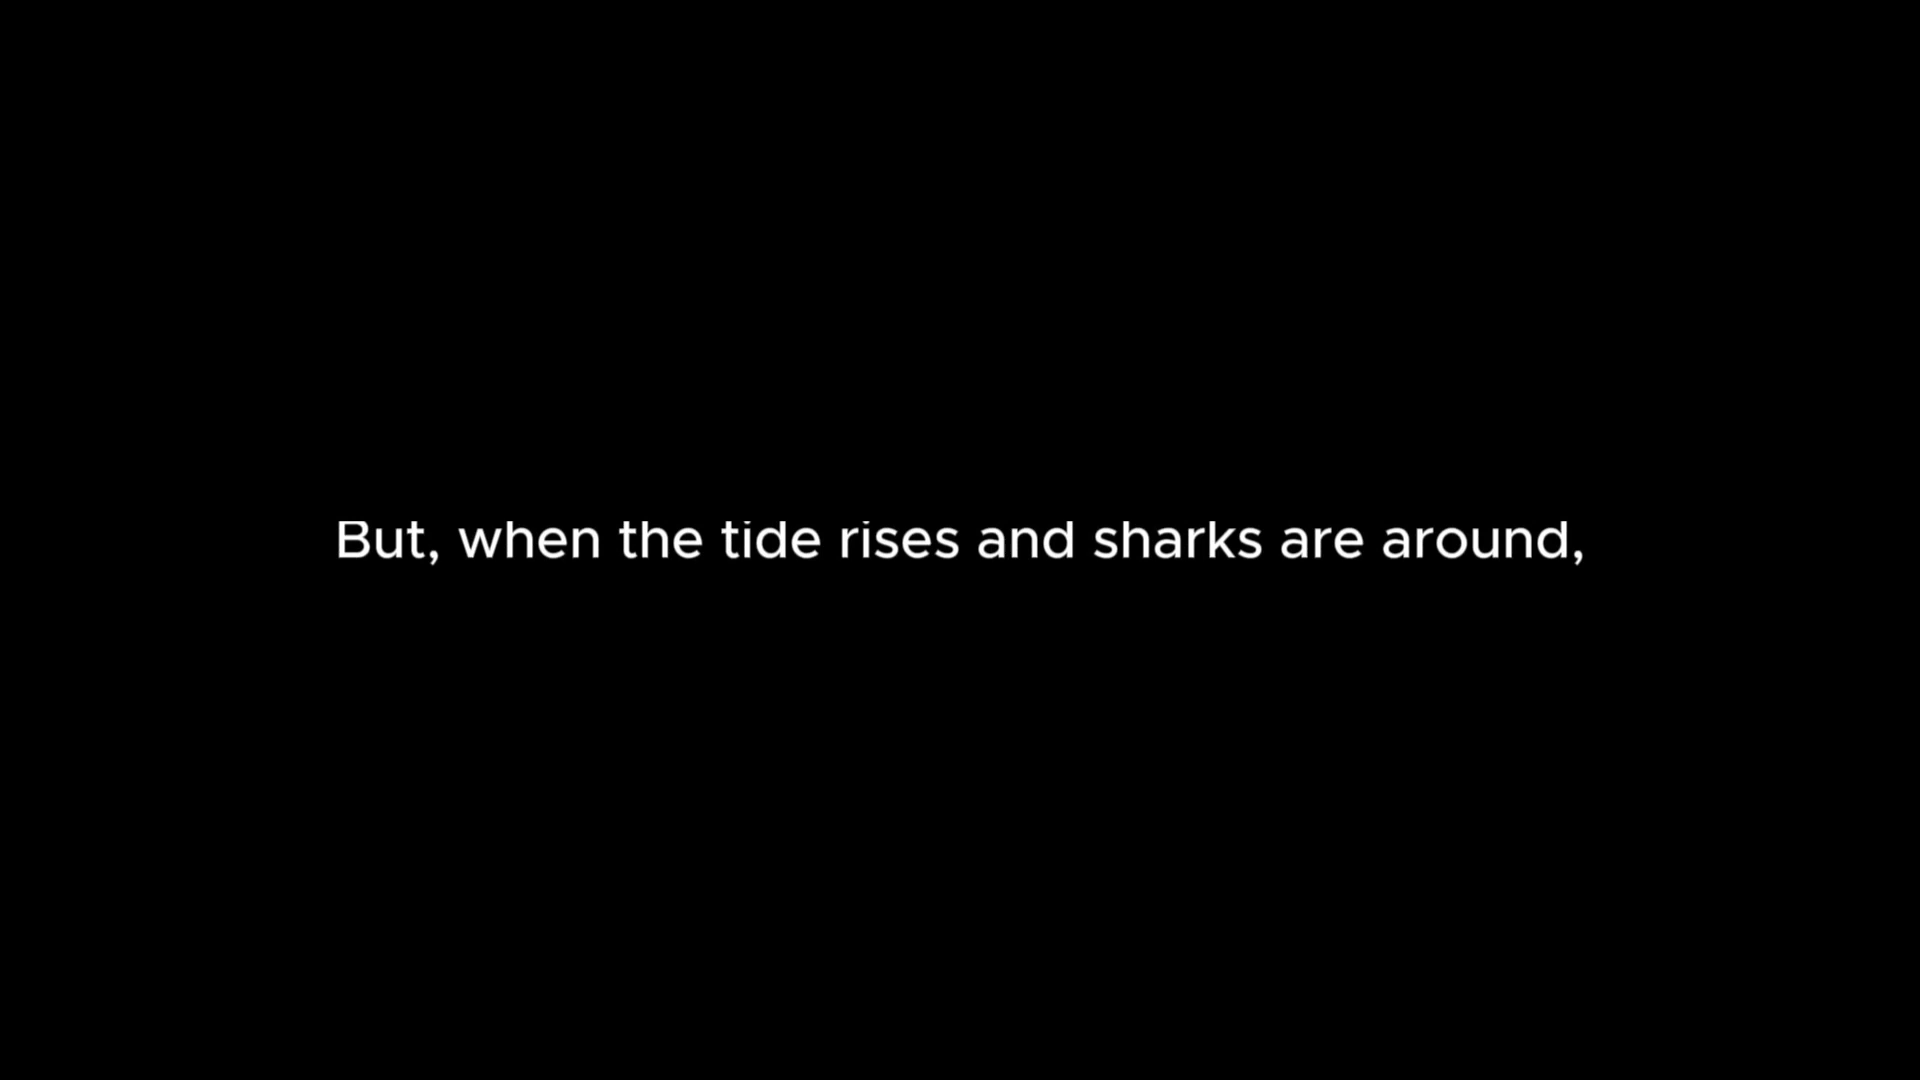 But, when the tide rises and sharks are around,